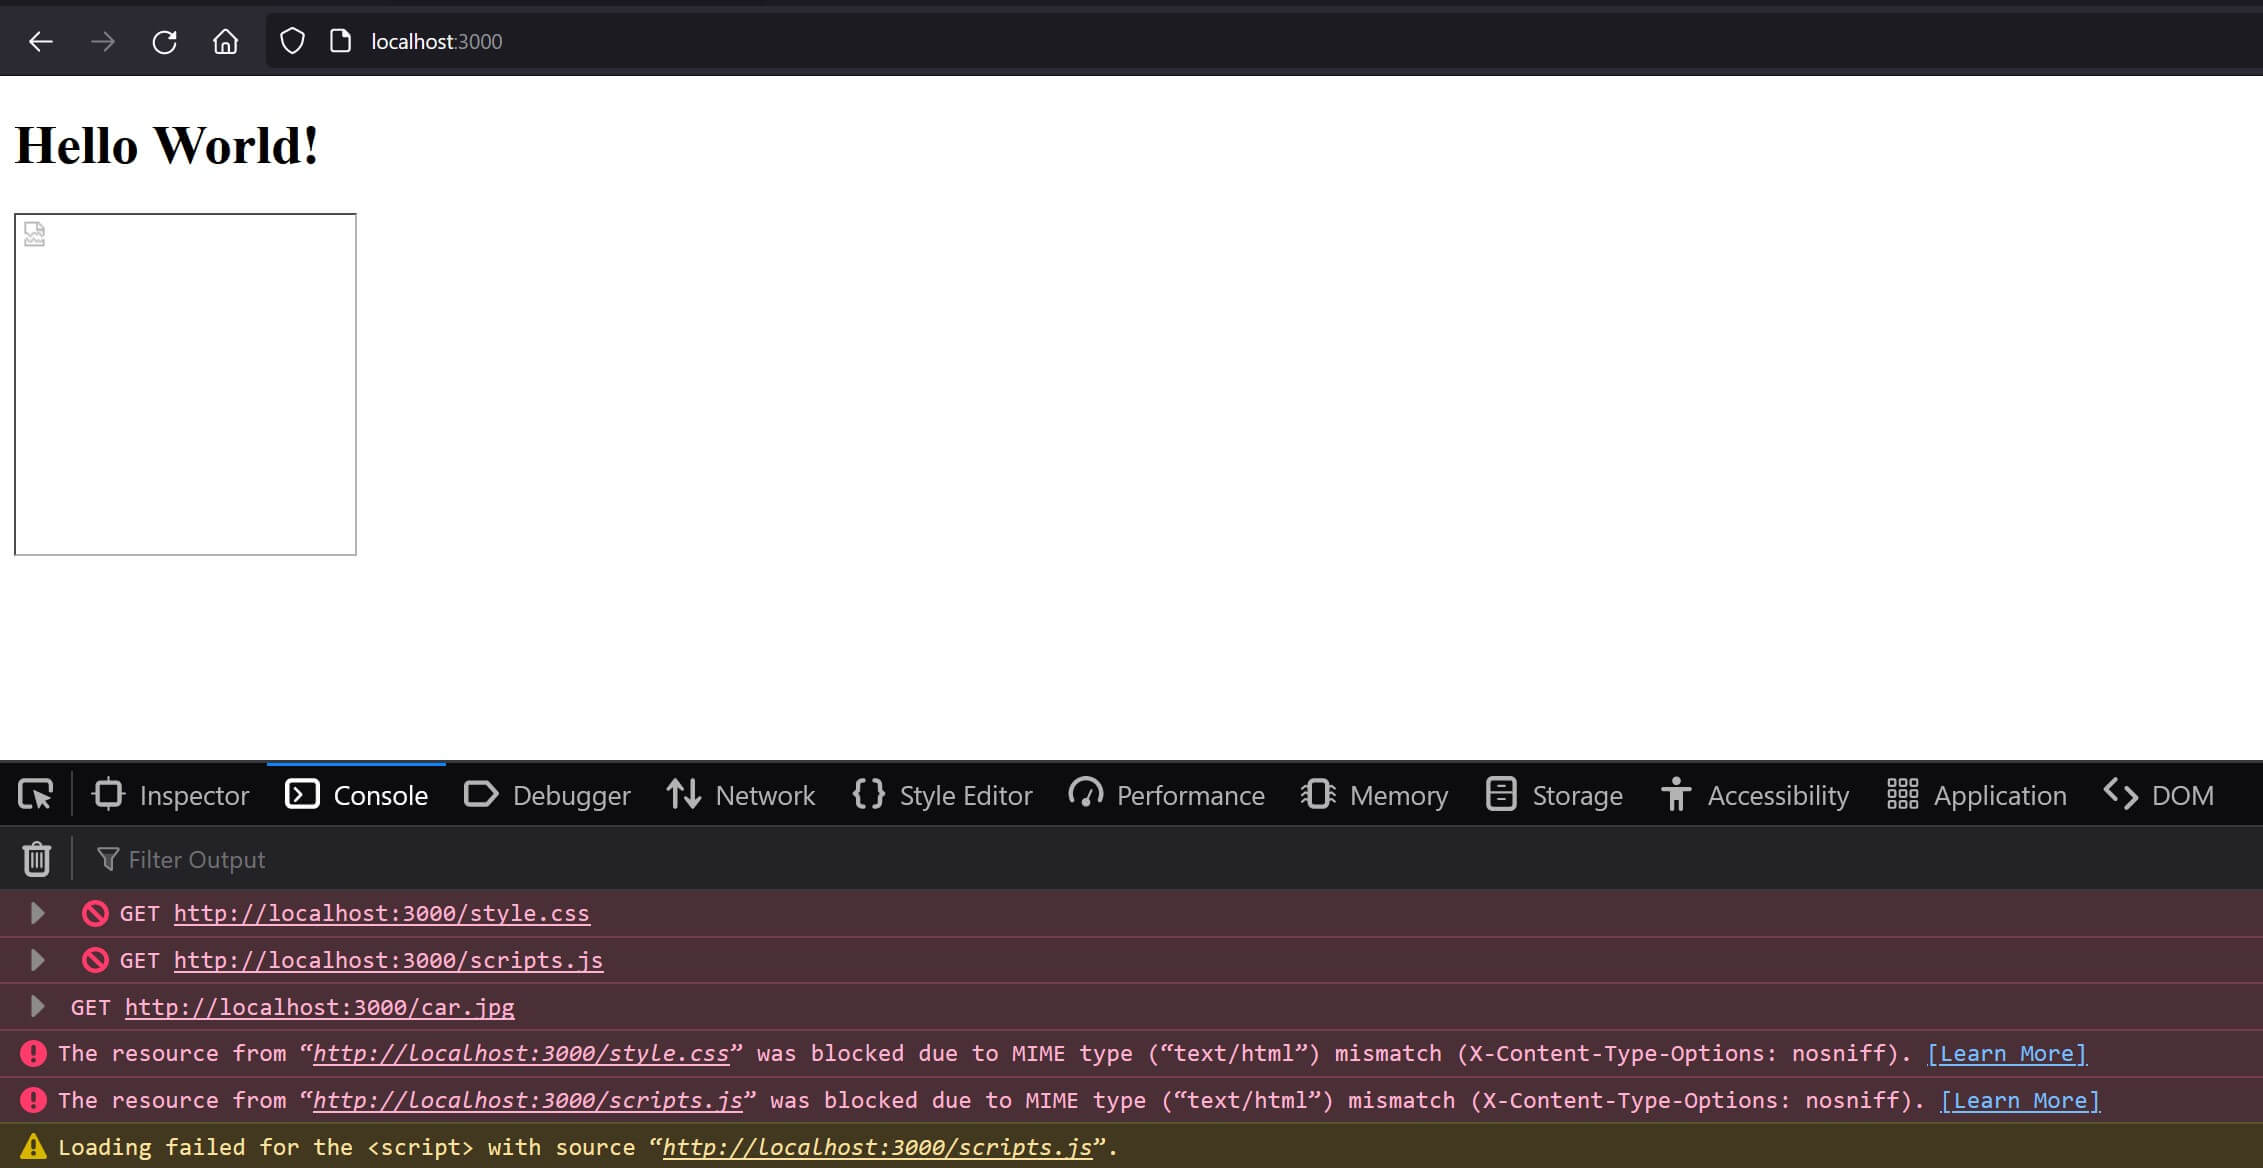 localhost:3000
Hello World!
Inspector Console Debugger Network Style Editor Performance Memory Storage Accessibility Application DOM
Filter Output
GET http://localhost:3000/style.css
GET http://localhost:3000/scripts.js
GET http://localhost:3000/car.jpg
The resource from “http://localhost:3000/style.css” was blocked due to MIME type (“text/html”) mismatch (X-Content-Type-Options: nosniff). [Learn More]
The resource from “http://localhost:3000/scripts.js” was blocked due to MIME type (“text/html”) mismatch (X-Content-Type-Options: nosniff). [Learn More]
Loading failed for the <script> with source “http://localhost:3000/scripts.js”.